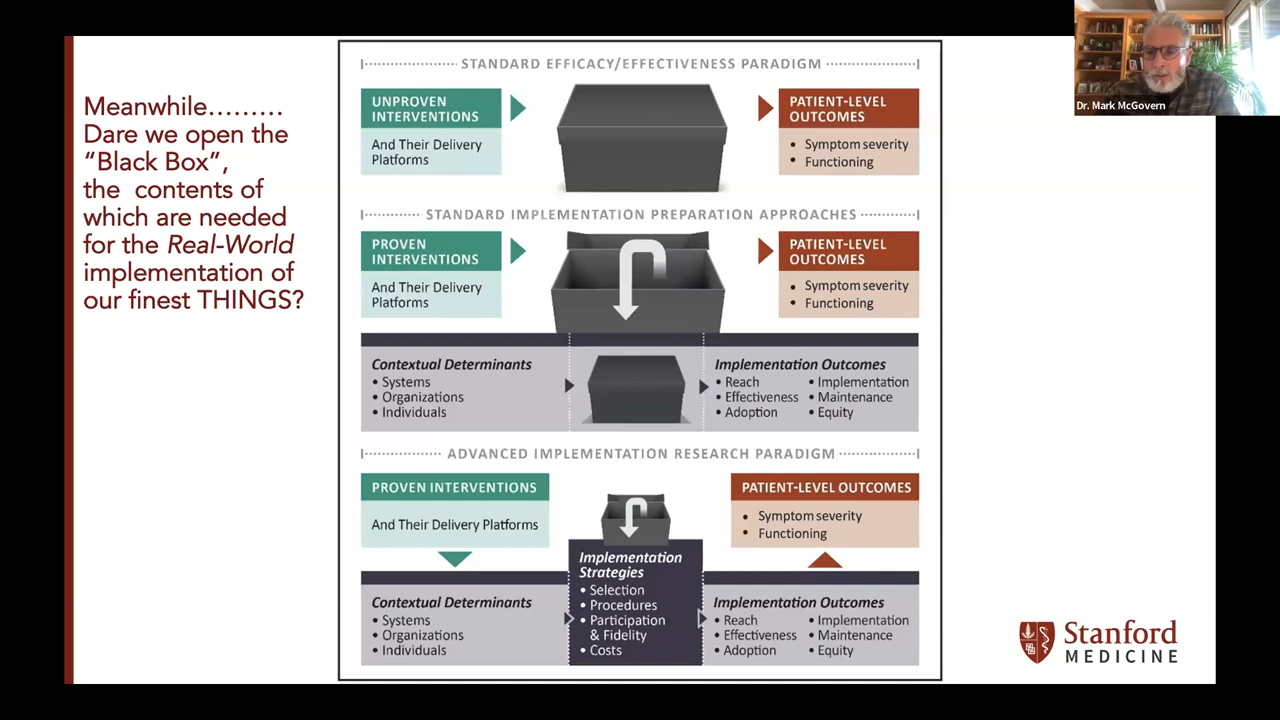 Meanwhile.........
Dare we open the
“Black Box”,
the contents of
which are needed
for the Real-World
implementation of
our finest THINGS?
STANDARD EFFICACY/EFFECTIVENESS PARADIGM
UNPROVEN
INTERVENTIONS
And Their Delivery
Platforms
PATIENT-LEVEL
OUTCOMES
• Symptom severity
• Functioning
STANDARD IMPLEMENTATION PREPARATION APPROACHES
PROVEN
INTERVENTIONS
And Their Delivery
Platforms
PATIENT-LEVEL
OUTCOMES
• Symptom severity
• Functioning
Contextual Determinants
• Systems
• Organizations
• Individuals
Implementation Outcomes
• Reach • Implementation
• Effectiveness • Maintenance
• Adoption • Equity
ADVANCED IMPLEMENTATION RESEARCH PARADIGM
PROVEN INTERVENTIONS
And Their Delivery Platforms
PATIENT-LEVEL OUTCOMES
• Symptom severity
• Functioning
Contextual Determinants
• Systems
• Organizations
• Individuals
Implementation
Strategies
• Selection
• Procedures
• Participation
& Fidelity
• Costs
Implementation Outcomes
• Reach • Implementation
• Effectiveness • Maintenance
• Adoption • Equity
Dr. Mark McGovern
Stanford
MEDICINE